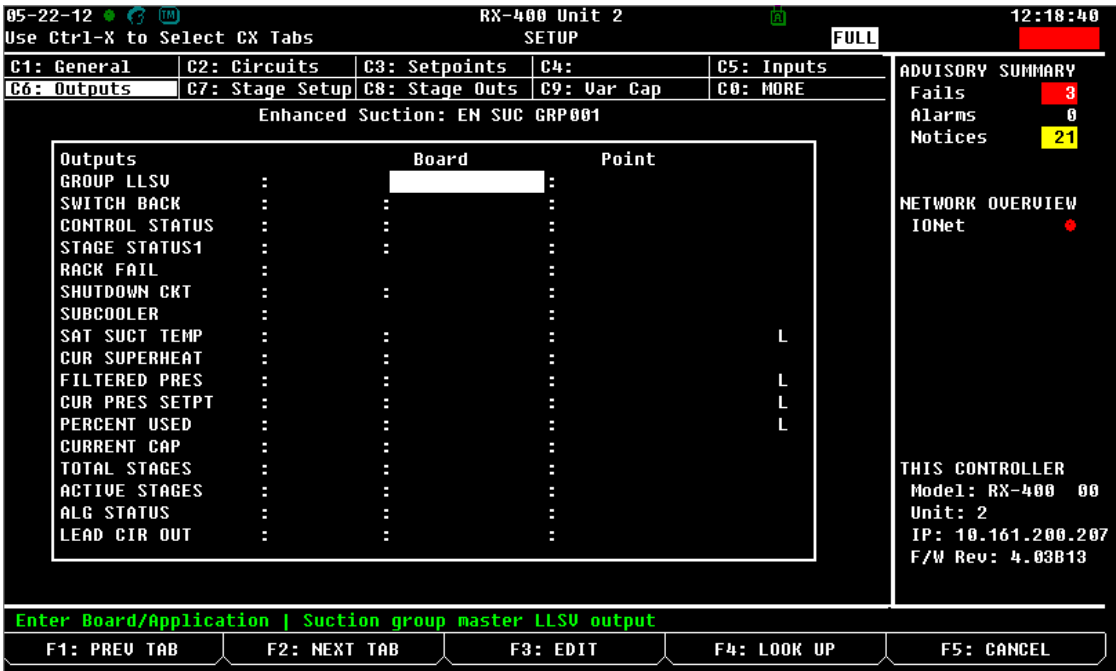 05-22-12 TM RX-400 Unit 2 12:18:40
Use Ctrl-X to Select CX Tabs SETUP FULL
C1: General C2: Circuits C3: Setpoints C4: C5: Inputs
C6: Outputs C7: Stage Setup C8: Stage Outs C9: Var Cap C0: MORE
Enhanced Suction: EN SUC GRP001
Outputs Board Point
GROUP LLSV : :
SWITCH BACK : : :
CONTROL STATUS : : :
STAGE STATUS1 : : :
RACK FAIL : :
SHUTDOWN CKT : : :
SUBCOOLER : :
SAT SUCT TEMP : : : L
CUR SUPERHEAT : : :
FILTERED PRES : : : L
CUR PRES SETPT : : : L
PERCENT USED : : : L
CURRENT CAP : : :
TOTAL STAGES : : :
ACTIVE STAGES : : :
ALG STATUS : : :
LEAD CIR OUT : : :
ADVISORY SUMMARY
Fails 3
Alarms 0
Notices 21
NETWORK OVERVIEW
IONet
THIS CONTROLLER
Model: RX-400 00
Unit: 2
IP: 10.161.200.207
F/W Rev: 4.03B13
Enter Board/Application | Suction group master LLSV output
F1: PREV TAB F2: NEXT TAB F3: EDIT F4: LOOK UP F5: CANCEL